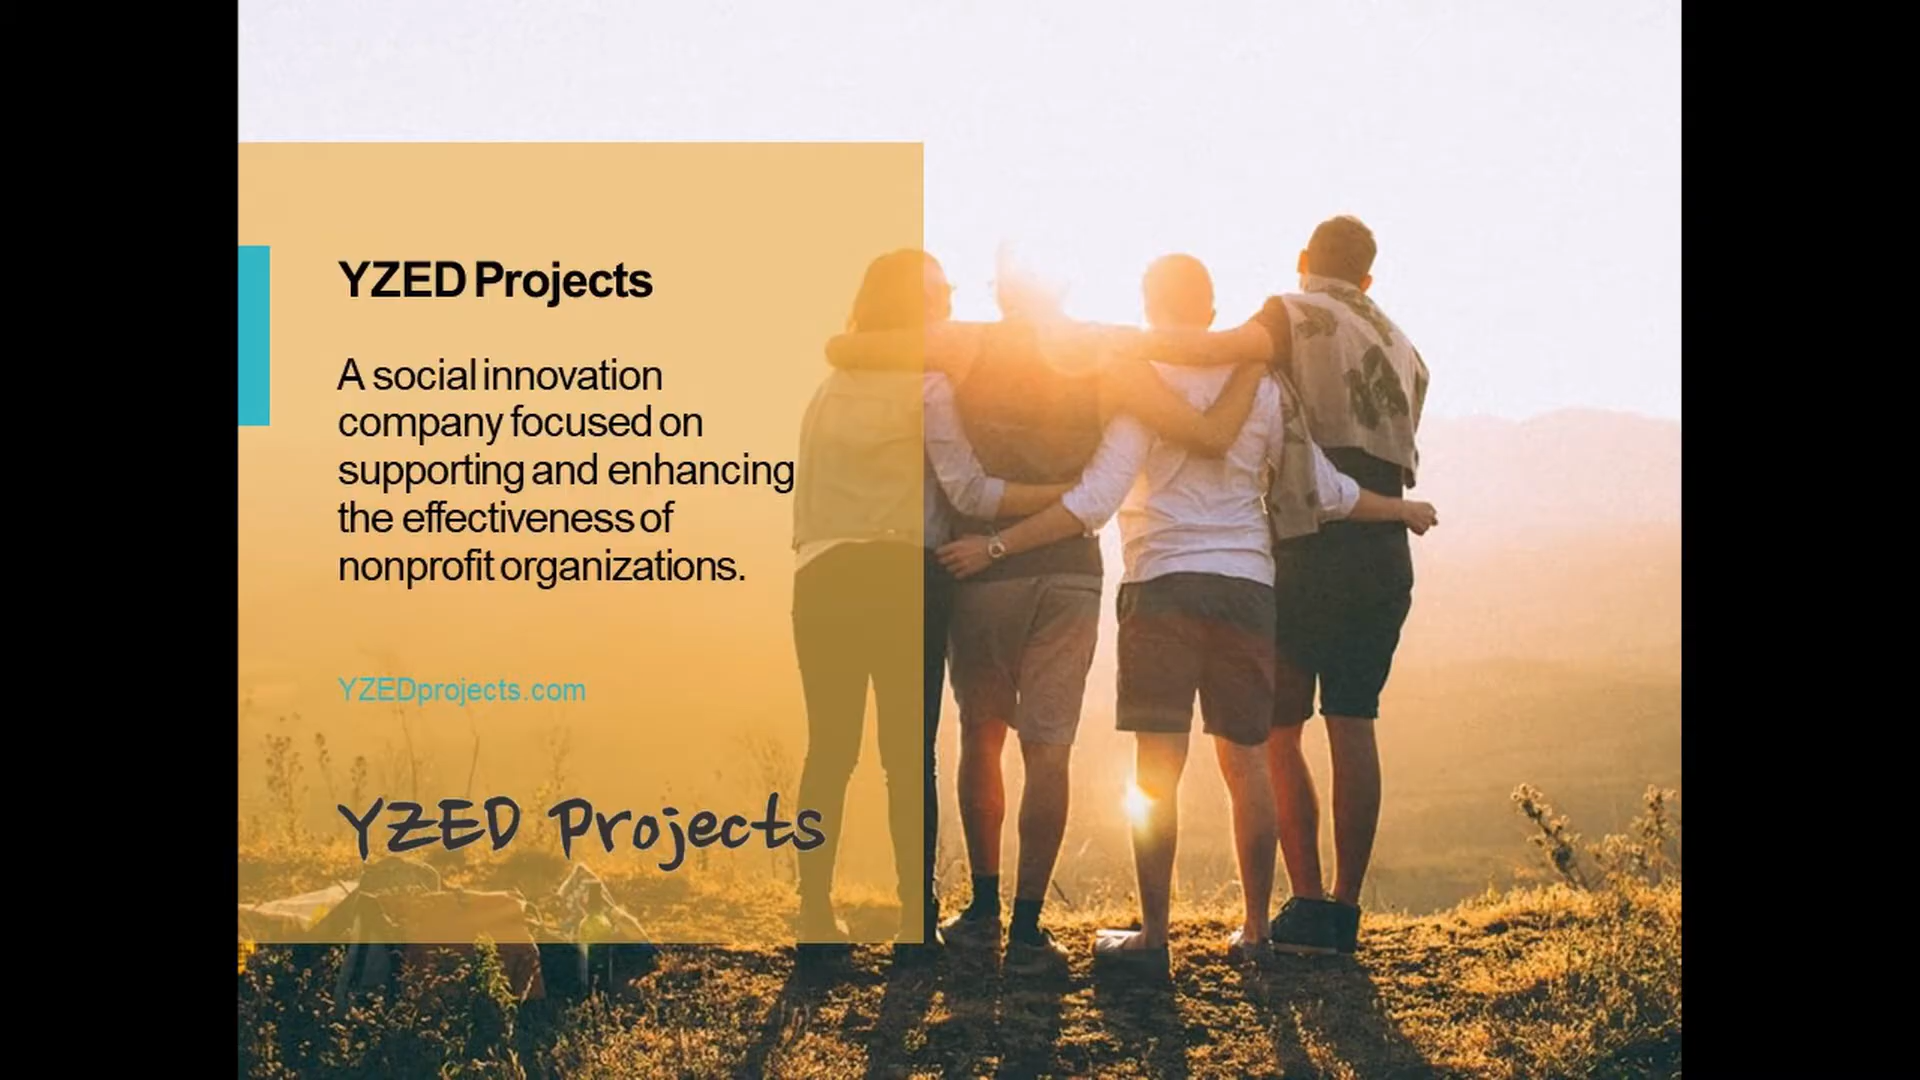 YZED Projects
A social innovation
company focused on
supporting and enhancing
the effectiveness of
nonprofit organizations.
YZEDprojects.com
YZED Projects